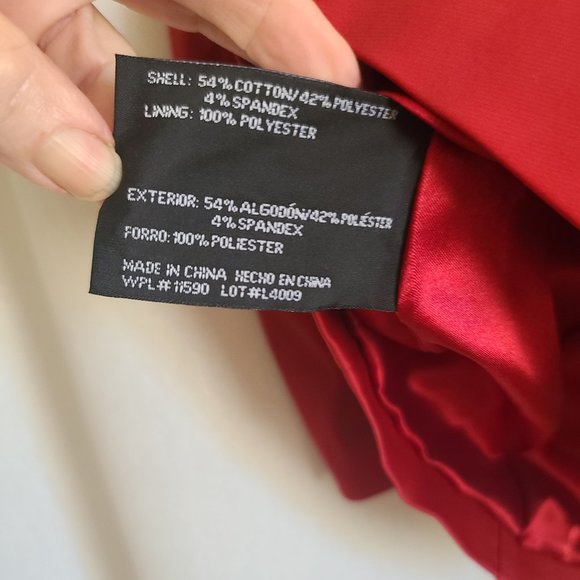 SHELL: 54% COTTON/42% POLYESTER
4% SPANDEX
LINING: 100% POLYESTER
EXTERIOR: 54% ALGODÓN/42% POLIÉSTER
4% SPANDEX
FORRO: 100% POLIESTER
MADE IN CHINA HECHO EN CHINA
WPL# 11590 LOT#L4009